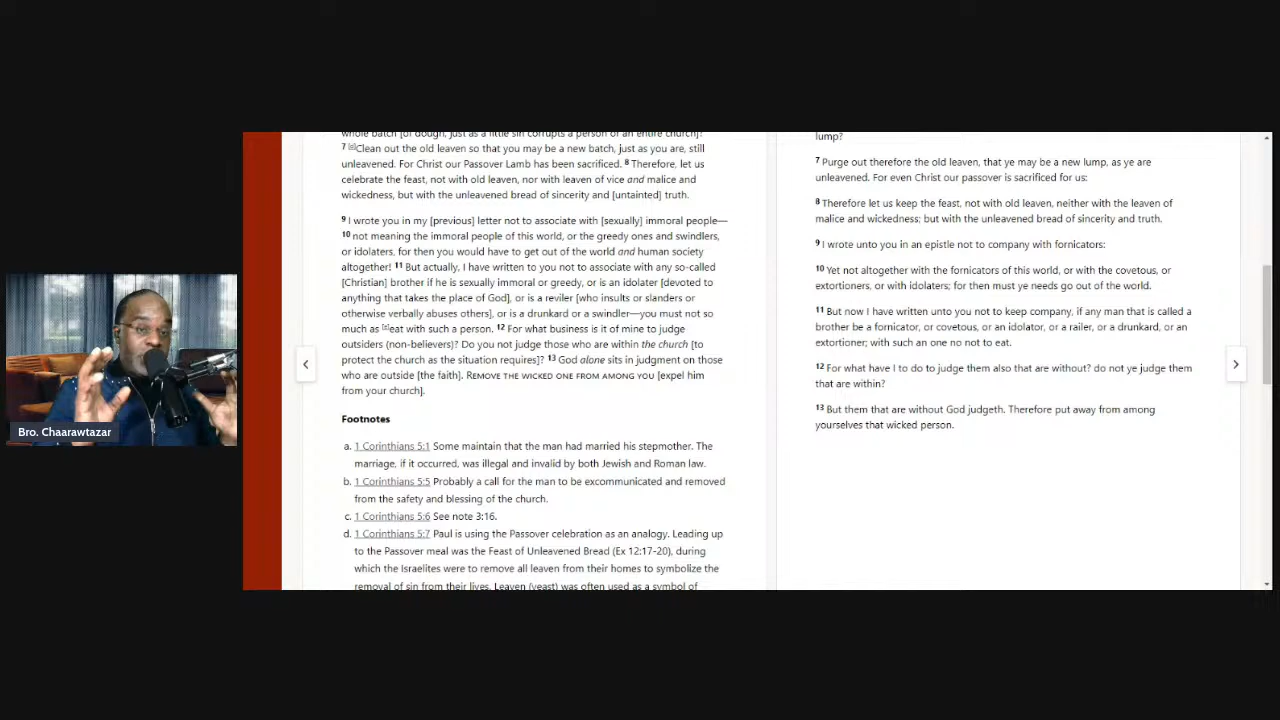 whole batch [of dough, just as a little sin corrupts a person or an entire church]?
7 [d]Clean out the old leaven so that you may be a new batch, just as you are, still
unleavened. For Christ our Passover Lamb has been sacrificed. 8 Therefore, let us
celebrate the feast, not with old leaven, nor with leaven of vice and malice and
wickedness, but with the unleavened bread of sincerity and [untainted] truth.
9 I wrote you in my [previous] letter not to associate with [sexually] immoral people—
10 not meaning the immoral people of this world, or the greedy ones and swindlers,
or idolaters, for then you would have to get out of the world and human society
altogether! 11 But actually, I have written to you not to associate with any so-called
[Christian] brother if he is sexually immoral or greedy, or is an idolater [devoted to
anything that takes the place of God], or is a reviler [who insults or slanders or
otherwise verbally abuses others], or is a drunkard or a swindler—you must not so
much as [e]eat with such a person. 12 For what business is it of mine to judge
outsiders (non-believers)? Do you not judge those who are within the church [to
protect the church as the situation requires]? 13 God alone sits in judgment on those
who are outside [the faith]. REMOVE THE WICKED ONE FROM AMONG YOU [expel him
from your church].
Footnotes
a. 1 Corinthians 5:1 Some maintain that the man had married his stepmother. The
marriage, if it occurred, was illegal and invalid by both Jewish and Roman law.
b. 1 Corinthians 5:5 Probably a call for the man to be excommunicated and removed
from the safety and blessing of the church.
c. 1 Corinthians 5:6 See note 3:16.
d. 1 Corinthians 5:7 Paul is using the Passover celebration as an analogy. Leading up
to the Passover meal was the Feast of Unleavened Bread (Ex 12:17-20), during
which the Israelites were to remove all leaven from their homes to symbolize the
removal of sin from their lives. Leaven (yeast) was often used as a symbol of
lump?
7 Purge out therefore the old leaven, that ye may be a new lump, as ye are
unleavened. For even Christ our passover is sacrificed for us:
8 Therefore let us keep the feast, not with old leaven, neither with the leaven of
malice and wickedness; but with the unleavened bread of sincerity and truth.
9 I wrote unto you in an epistle not to company with fornicators:
10 Yet not altogether with the fornicators of this world, or with the covetous, or
extortioners, or with idolaters; for then must ye needs go out of the world.
11 But now I have written unto you not to keep company, if any man that is called a
brother be a fornicator, or covetous, or an idolator, or a railer, or a drunkard, or an
extortioner; with such an one no not to eat.
12 For what have I to do to judge them also that are without? do not ye judge them
that are within?
13 But them that are without God judgeth. Therefore put away from among
yourselves that wicked person.
Bro. Chaarawtazar